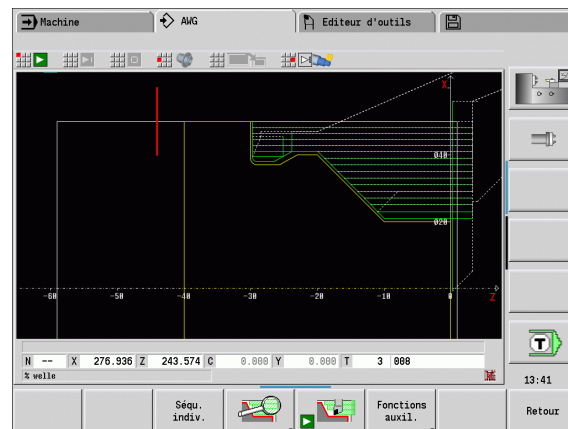 Machine AWG Editeur d'outils
X
Ø40
Ø20
-60 -50 -40 -30 -20 -10 0 Z
N -- X 276.936 Z 243.574 C 0.000 Y 0.000 T 3 008
% welle
T
13:41
Séqu. indiv.
Fonctions auxil.
Retour